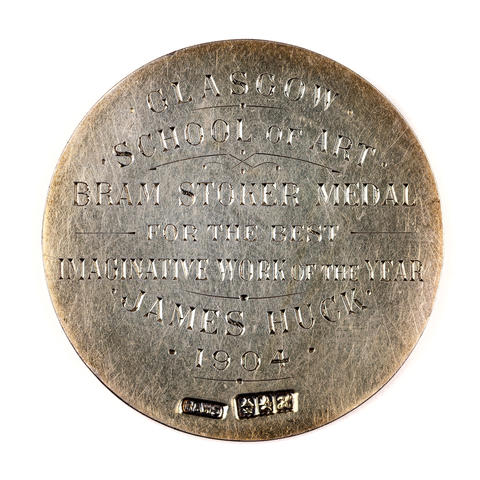 GLASGOW
SCHOOL OF ART
BRAM STOKER MEDAL
FOR THE BEST
IMAGINATIVE WORK OF THE YEAR
JAMES HUCK
1904